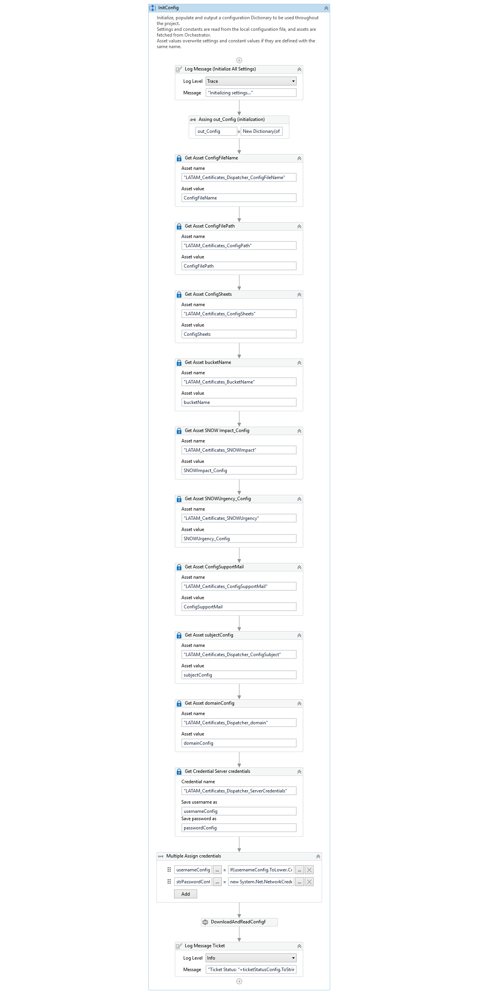 InitConfig
Initialize, populate and output a configuration Dictionary to be used throughout
the project.
Settings and constants are read from the local configuration file, and assets are
fetched from Orchestrator.
Asset values overwrite settings and constant values if they are defined with the
same name.
Log Message (Initialize All Settings)
Log Level Trace
Message "Initializing settings..."
A←B Assing out_Config (initialization)
out_Config = New Dictionary(of
Get Asset ConfigFileName
Asset name
"LATAM_Certificates_Dispatcher_ConfigFileName"
Asset value
ConfigFileName
Get Asset ConfigFilePath
Asset name
"LATAM_Certificates_ConfigPath"
Asset value
ConfigFilePath
Get Asset ConfigSheets
Asset name
"LATAM_Certificates_ConfigSheets"
Asset value
ConfigSheets
Get Asset bucketName
Asset name
"LATAM_Certificates_BucketName"
Asset value
bucketName
Get Asset SNOW Impact_Config
Asset name
"LATAM_Certificates_SNOWImpact"
Asset value
SNOWImpact_Config
Get Asset SNOWUrgency_Config
Asset name
"LATAM_Certificates_SNOWUrgency"
Asset value
SNOWUrgency_Config
Get Asset ConfigSupportMail
Asset name
"LATAM_Certificates_ConfigSupportMail"
Asset value
ConfigSupportMail
Get Asset subjectConfig
Asset name
"LATAM_Certificates_Dispatcher_ConfigSubject"
Asset value
subjectConfig
Get Asset domainConfig
Asset name
"LATAM_Certificates_Dispatcher_domain"
Asset value
domainConfig
Get Credential Server credentials
Credential name
"LATAM_Certificates_Dispatcher_ServerCredentials"
Save username as
usernameConfig
Save password as
passwordConfig
A←B Multiple Assign credentials
usernameConfig ... = If(usernameConfig.ToLower.Co ...
strPasswordConf ... = new System.Net.NetworkCrede ...
Add
DownloadAndReadConfigF
Log Message Ticket
Log Level Info
Message "Ticket Status: "+ticketStatusConfig.ToStrin